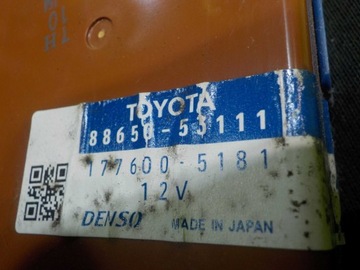 TOYOTA
88650-53111
177600-5181
12V
DENSO MADE IN JAPAN